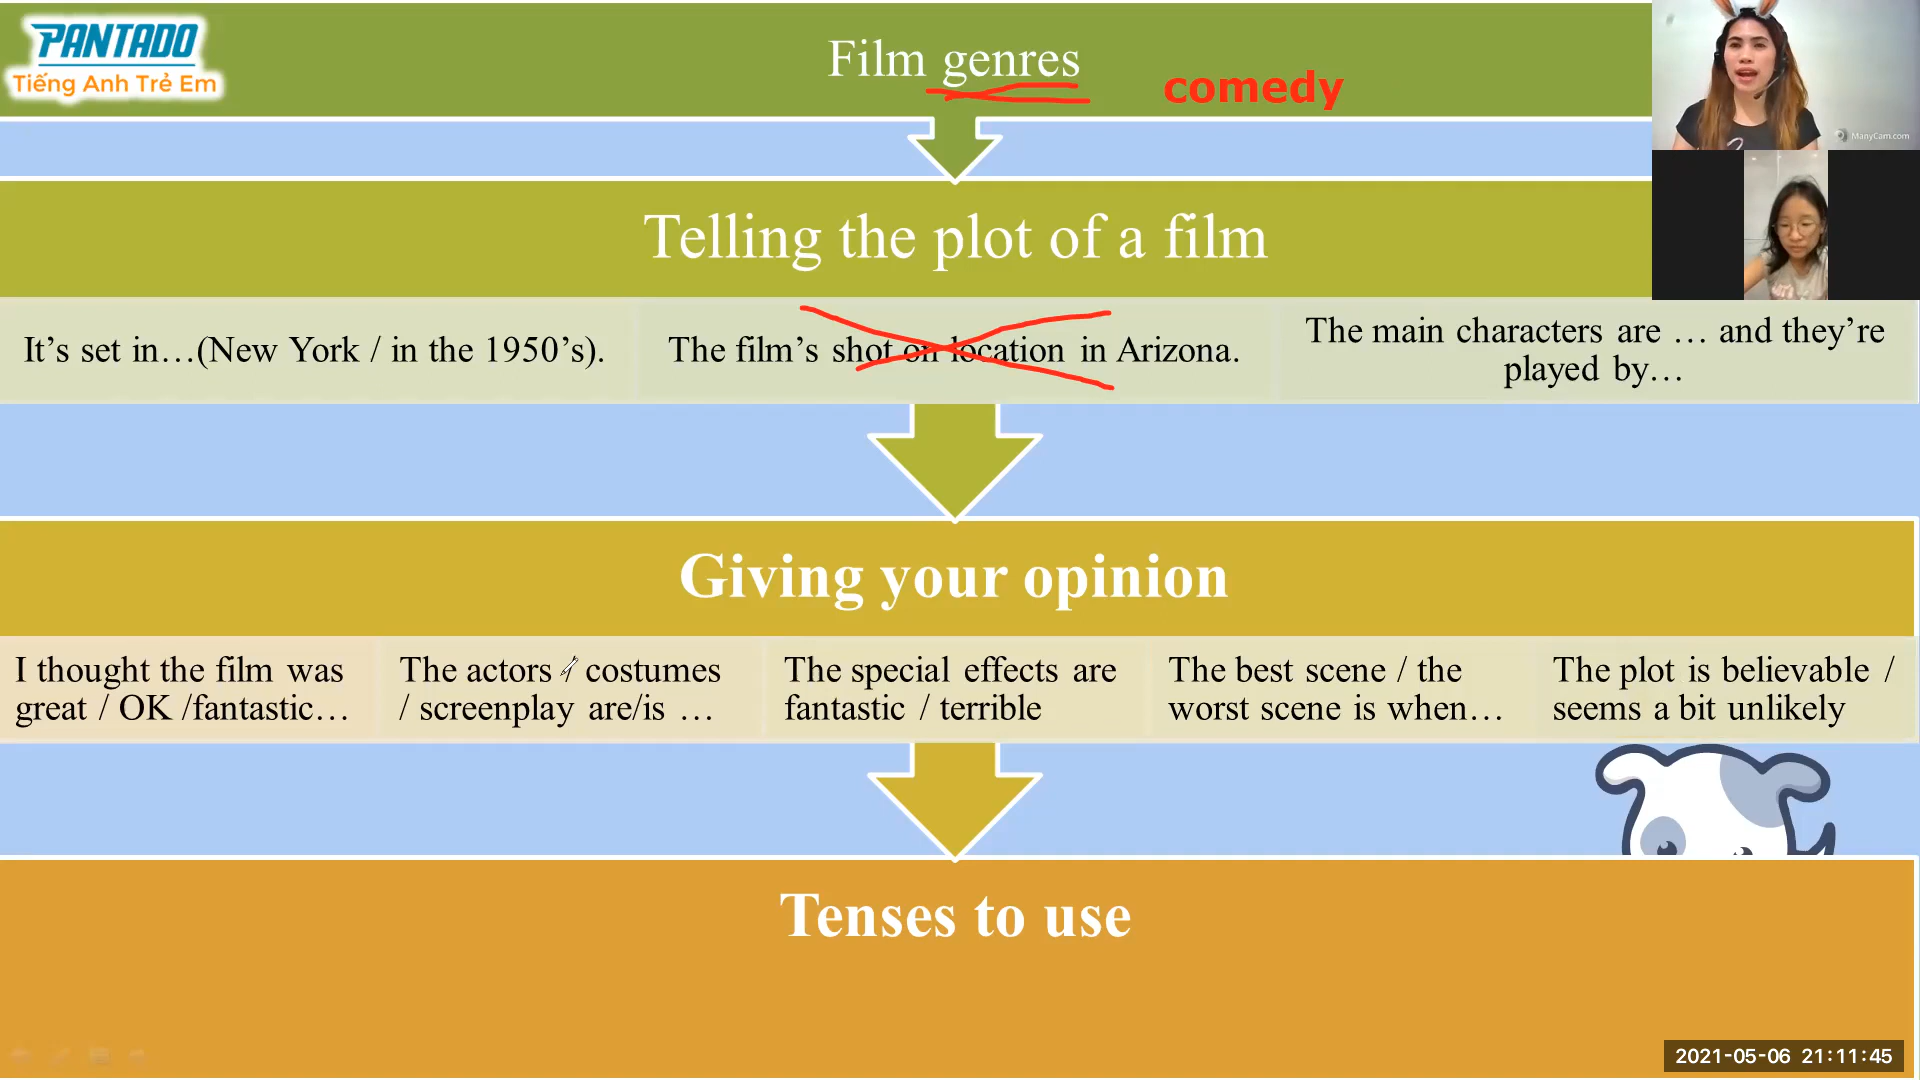 PANTADO
Tiếng Anh Trẻ Em
Film genres
comedy
ManyCam.com
Telling the plot of a film
It’s set in…(New York / in the 1950’s).
The film’s shot on location in Arizona.
The main characters are … and they’re
played by…
Giving your opinion
I thought the film was
great / OK /fantastic…
The actors / costumes
/ screenplay are/is …
The special effects are
fantastic / terrible
The best scene / the
worst scene is when…
The plot is believable /
seems a bit unlikely
Tenses to use
2021-05-06 21:11:45